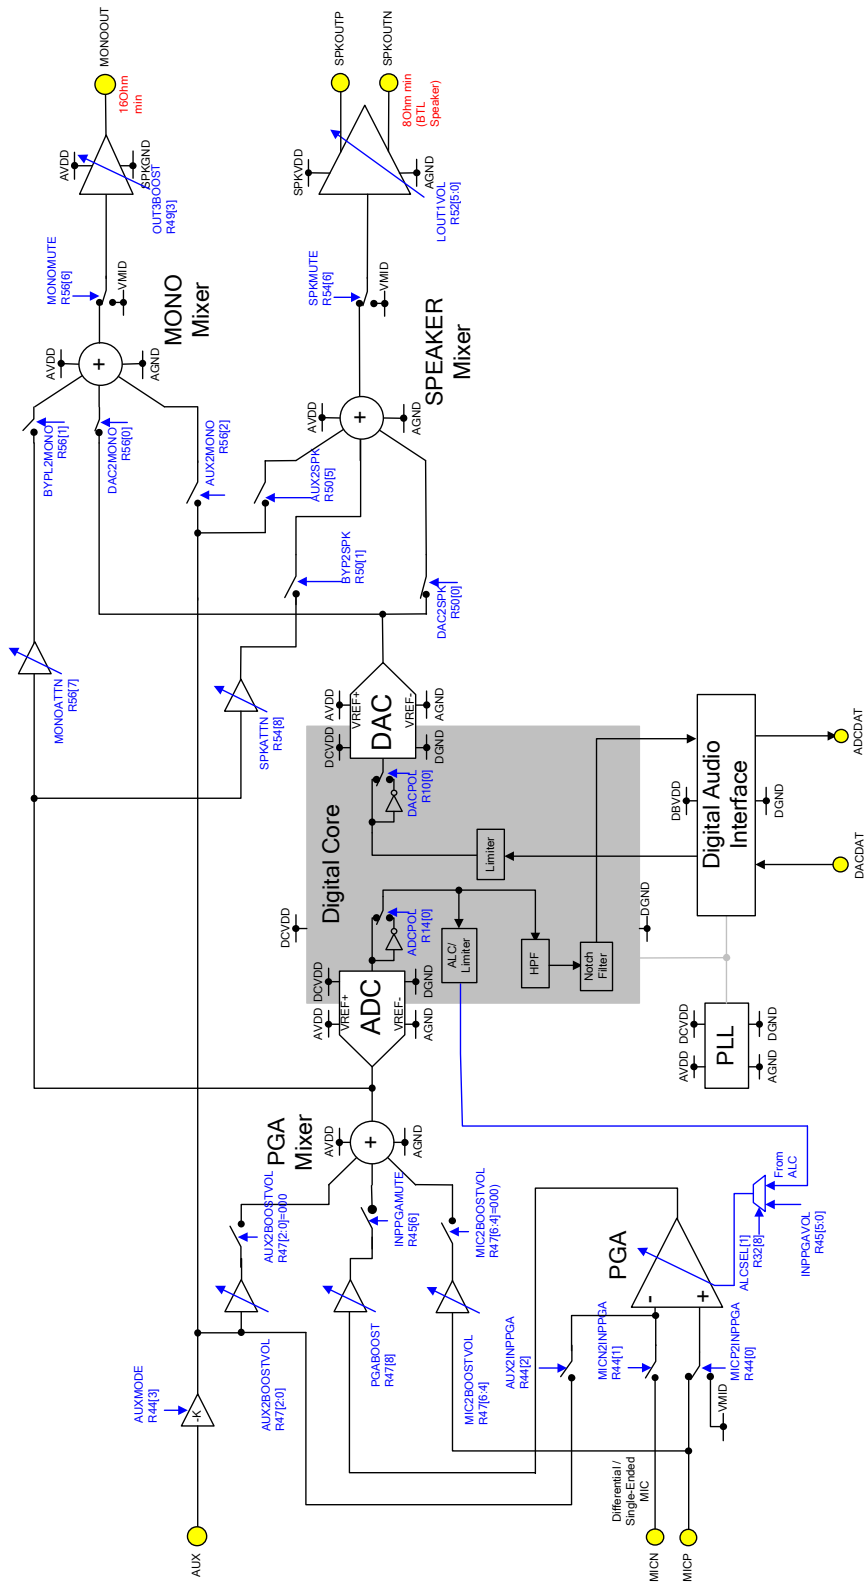 AUX
AUXMODE
R44[3]
-K
AUX2BOOSTVOL
R47[2:0]
AUX2BOOSTVOL
R47[2:0]=000
PGABOOST
R47[8]
INPPGAMUTE
R45[6]
MIC2BOOSTVOL
R47[6:4]
MIC2BOOSTVOL
R47[6:4]=000)
AUX2INPPGA
R44[2]
Differential /
Single-Ended
MIC
MICN
MICP
MICN2INPPGA
R44[1]
MICP2INPPGA
R44[0]
VMID
PGA
-
+
ALCSEL[1]
R32[8]
From
ALC
INPPGAVOL
R45[5:0]
PGA
Mixer
AVDD
+
AGND
MONOATTN
R56[7]
SPKATTN
R54[8]
AVDD
DCVDD
VREF+
ADC
VREF-
AGND
DGND
DCVDD
Digital Core
ADCPOL
R14[0]
ALC/
Limiter
HPF
Notch
Filter
Limiter
DACPOL
R10[0]
DGND
DCVDD
AVDD
VREF+
DAC
VREF-
DGND
AGND
AVDD
DCVDD
PLL
AGND
DGND
DBVDD
Digital Audio
Interface
DGND
DACDAT
ADCDAT
BYPL2MONO
R56[1]
DAC2MONO
R56[0]
AUX2MONO
R56[2]
AUX2SPK
R50[5]
BYP2SPK
R50[1]
DAC2SPK
R50[0]
AVDD
+
AGND
MONO
Mixer
MONOMUTE
R56[6]
VMID
AVDD
SPKGND
OUT3BOOST
R49[3]
MONOOUT
16Ohm
min
AVDD
+
AGND
SPEAKER
Mixer
SPKMUTE
R54[6]
VMID
SPKVDD
AGND
LOUT1VOL
R52[5:0]
SPKOUTP
SPKOUTN
8Ohm min
(BTL
Speaker)